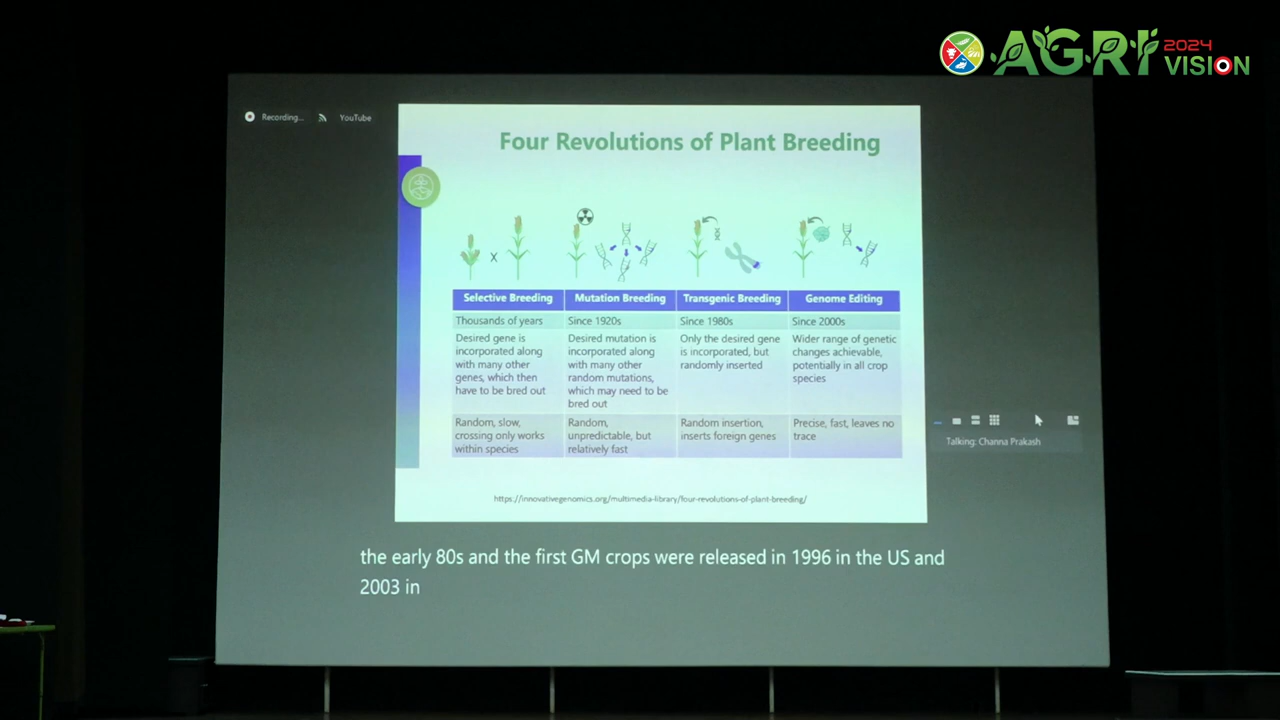 AGRI 2024 VISION
Recording...
YouTube
Four Revolutions of Plant Breeding
X
Selective Breeding
Mutation Breeding
Transgenic Breeding
Genome Editing
Thousands of years
Since 1920s
Since 1980s
Since 2000s
Desired gene is
incorporated along
with many other
genes, which then
have to be bred out
Desired mutation is
incorporated along
with many other
random mutations,
which may need to be
bred out
Only the desired gene
is incorporated, but
randomly inserted
Wider range of genetic
changes achievable,
potentially in all crop
species
Random, slow,
crossing only works
within species
Random,
unpredictable, but
relatively fast
Random insertion,
inserts foreign genes
Precise, fast, leaves no
trace
https://innovativegenomics.org/multimedia-library/four-revolutions-of-plant-breeding/
Talking: Channa Prakash
the early 80s and the first GM crops were released in 1996 in the US and
2003 in